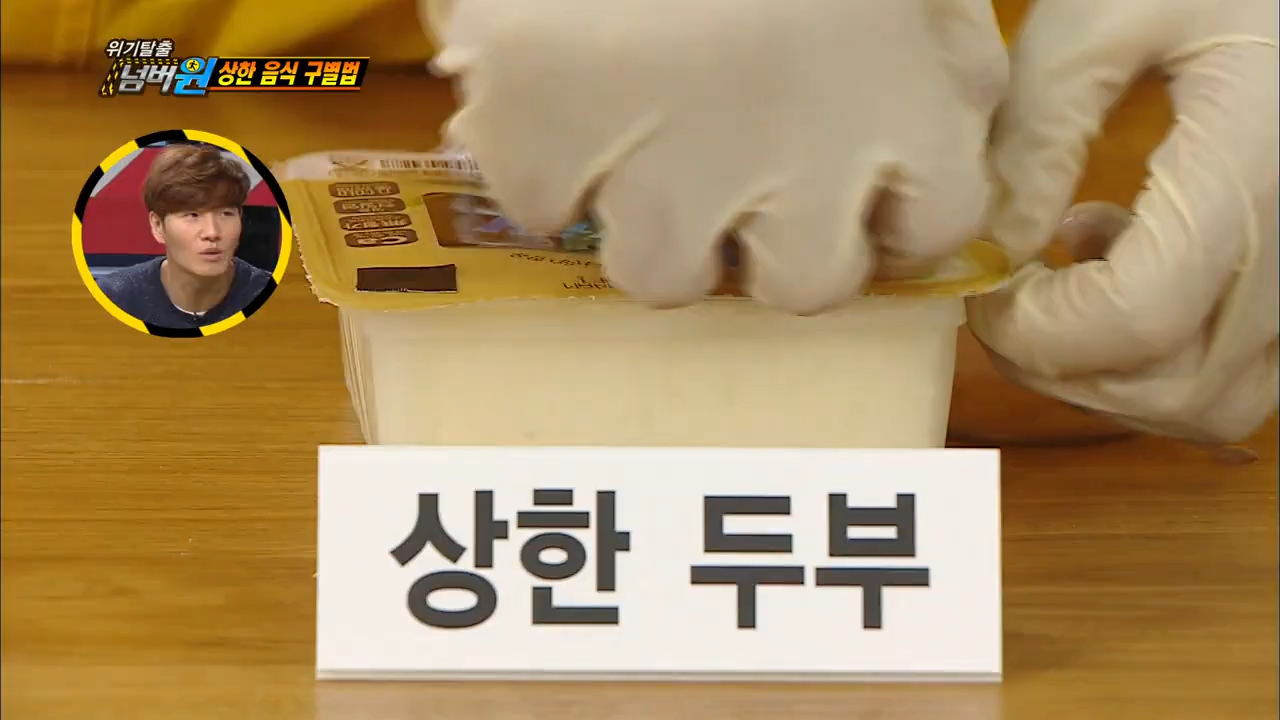 위기탈출
넘버원 상한 음식 구별법
상한 두부